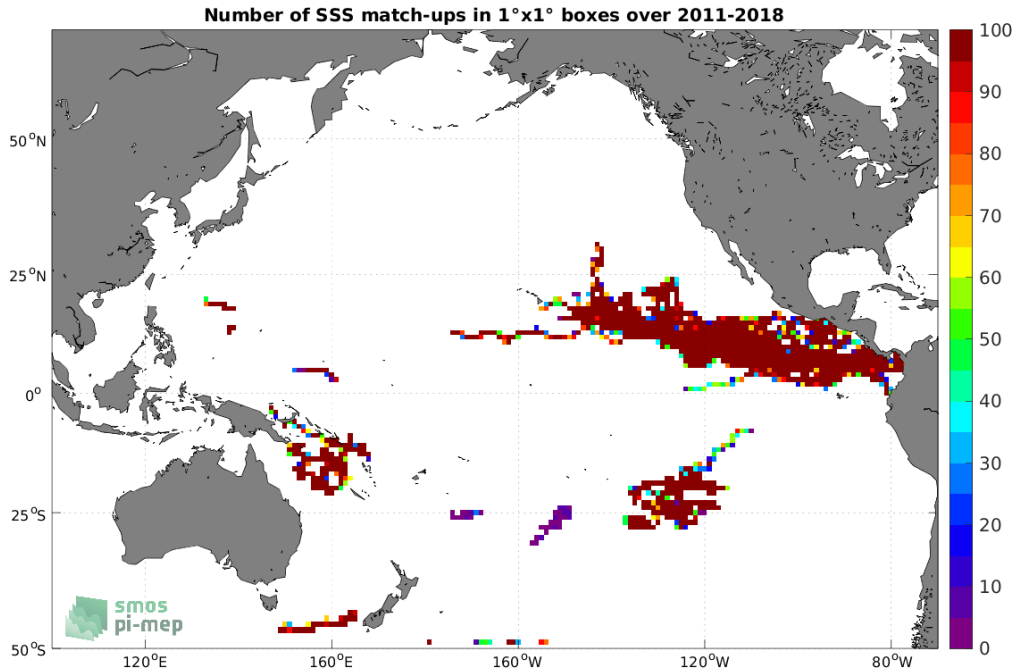 Number of SSS match-ups in 1°x1° boxes over 2011-2018
50°N
25°N
0°
25°S
50°S
120°E
160°E
160°W
120°W
80°W
100
90
80
70
60
50
40
30
20
10
0
smos
pi-mep